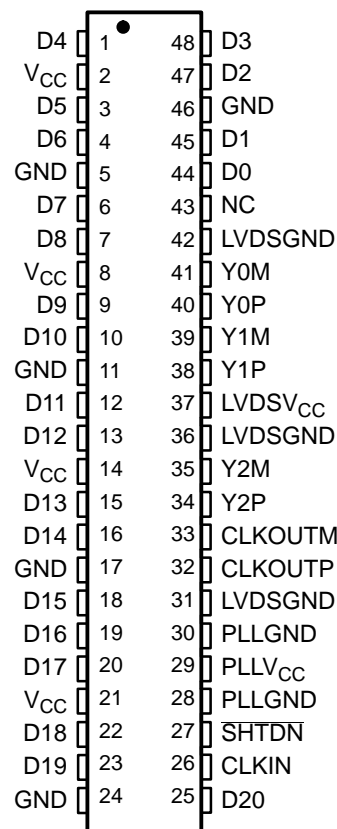 D4 1 48 D3
VCC 2 47 D2
D5 3 46 GND
D6 4 45 D1
GND 5 44 D0
D7 6 43 NC
D8 7 42 LVDSGND
VCC 8 41 Y0M
D9 9 40 Y0P
D10 10 39 Y1M
GND 11 38 Y1P
D11 12 37 LVDSVCC
D12 13 36 LVDSGND
VCC 14 35 Y2M
D13 15 34 Y2P
D14 16 33 CLKOUTM
GND 17 32 CLKOUTP
D15 18 31 LVDSGND
D16 19 30 PLLGND
D17 20 29 PLLVCC
VCC 21 28 PLLGND
D18 22 27 SHTDN
D19 23 26 CLKIN
GND 24 25 D20